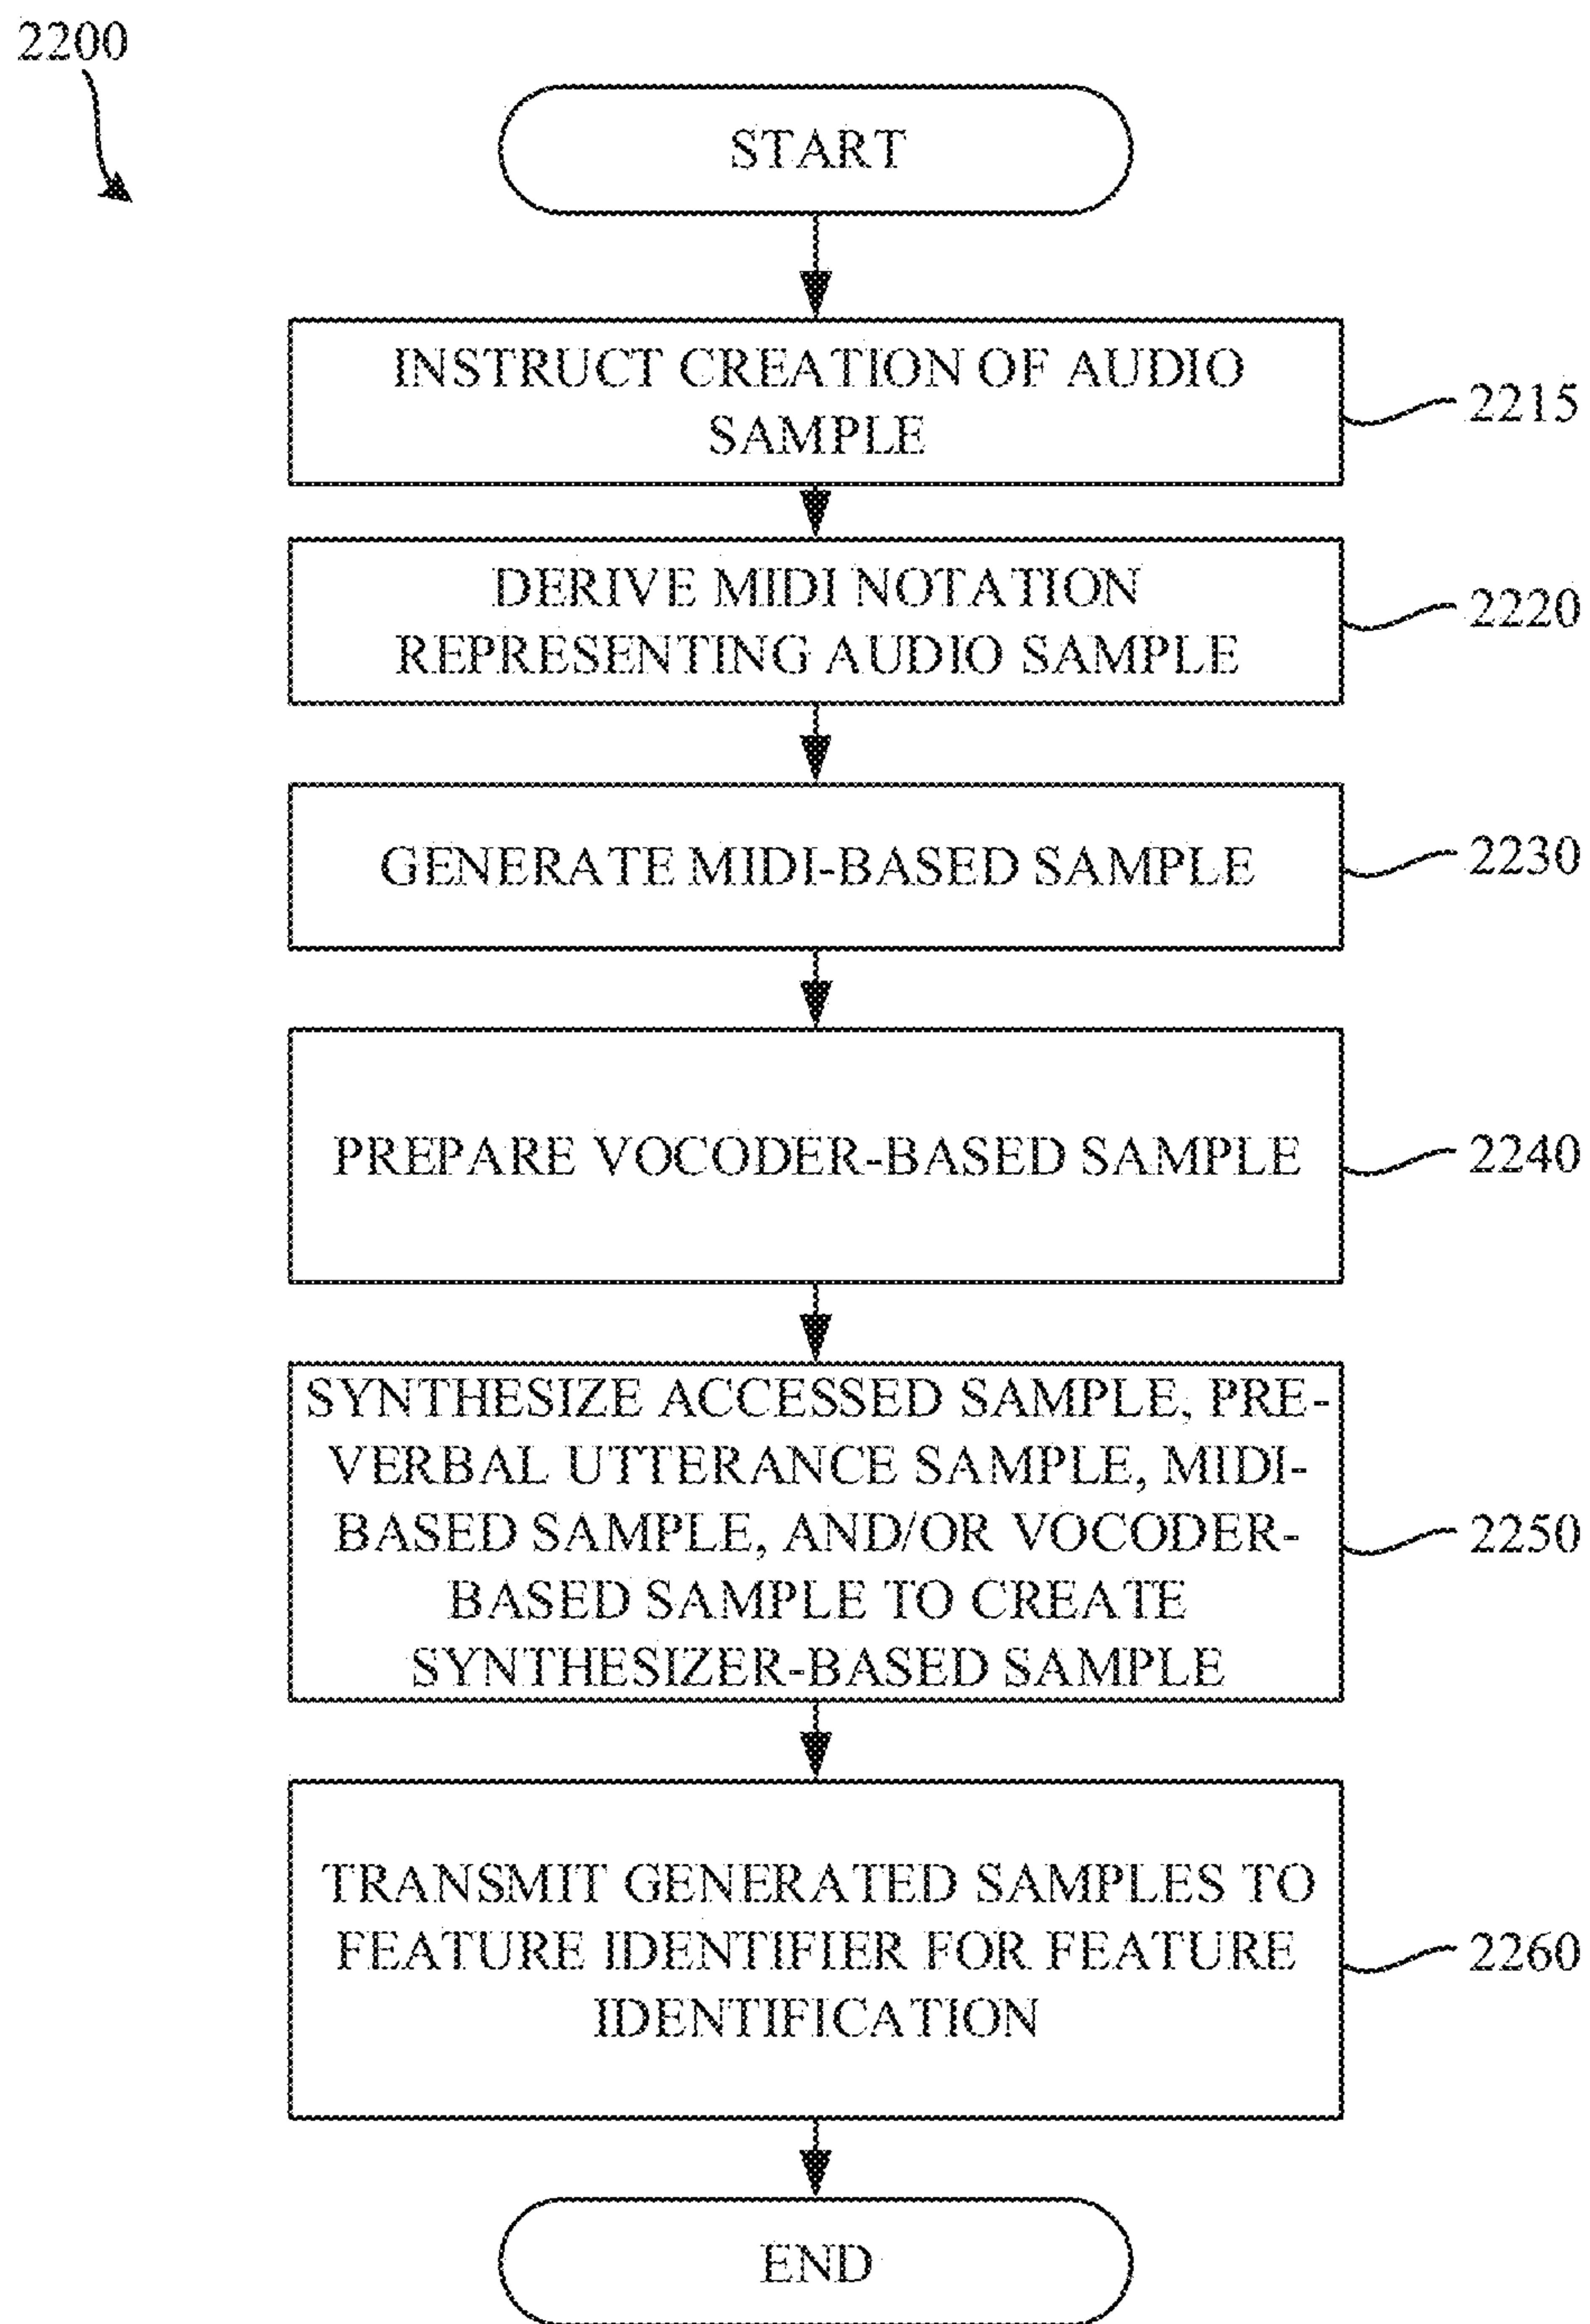 2200
START
INSTRUCT CREATION OF AUDIO
SAMPLE
2215
DERIVE MIDI NOTATION
REPRESENTING AUDIO SAMPLE
2220
GENERATE MIDI-BASED SAMPLE
2230
PREPARE VOCODER-BASED SAMPLE
2240
SYNTHESIZE ACCESSED SAMPLE, PRE-
VERBAL UTTERANCE SAMPLE, MIDI-
BASED SAMPLE, AND/OR VOCODER-
BASED SAMPLE TO CREATE
SYNTHESIZER-BASED SAMPLE
2250
TRANSMIT GENERATED SAMPLES TO
FEATURE IDENTIFIER FOR FEATURE
IDENTIFICATION
2260
END